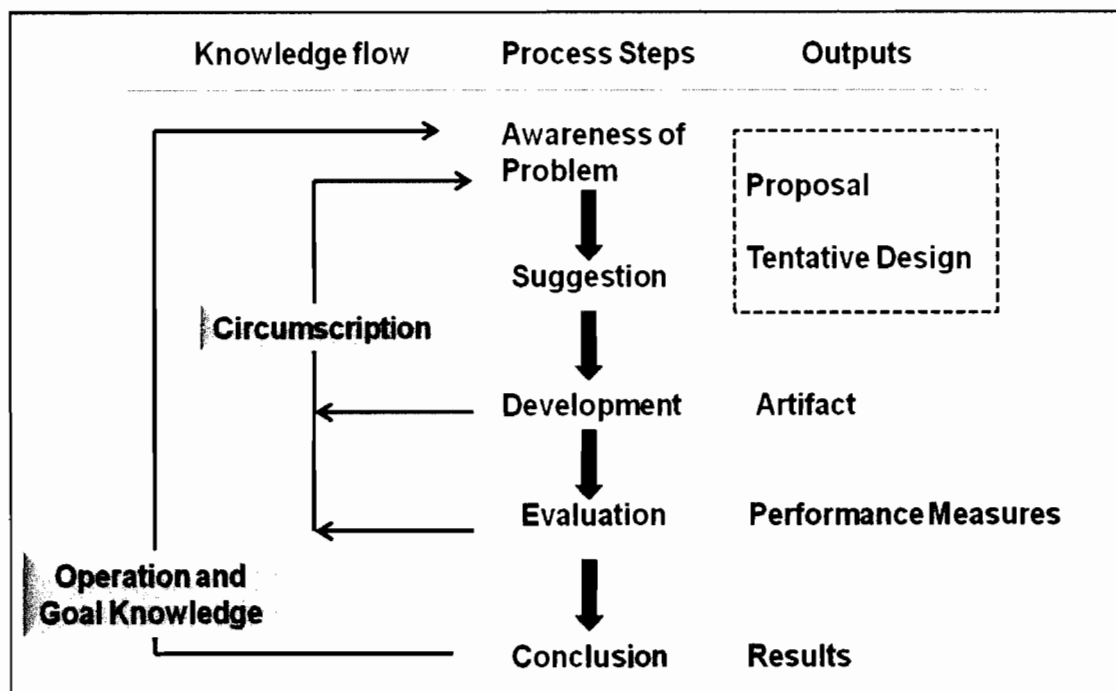 Knowledge flow Process Steps Outputs
Awareness of
Problem
Proposal
Tentative Design
Suggestion
Circumscription
Development Artifact
Evaluation Performance Measures
Operation and
Goal Knowledge
Conclusion Results